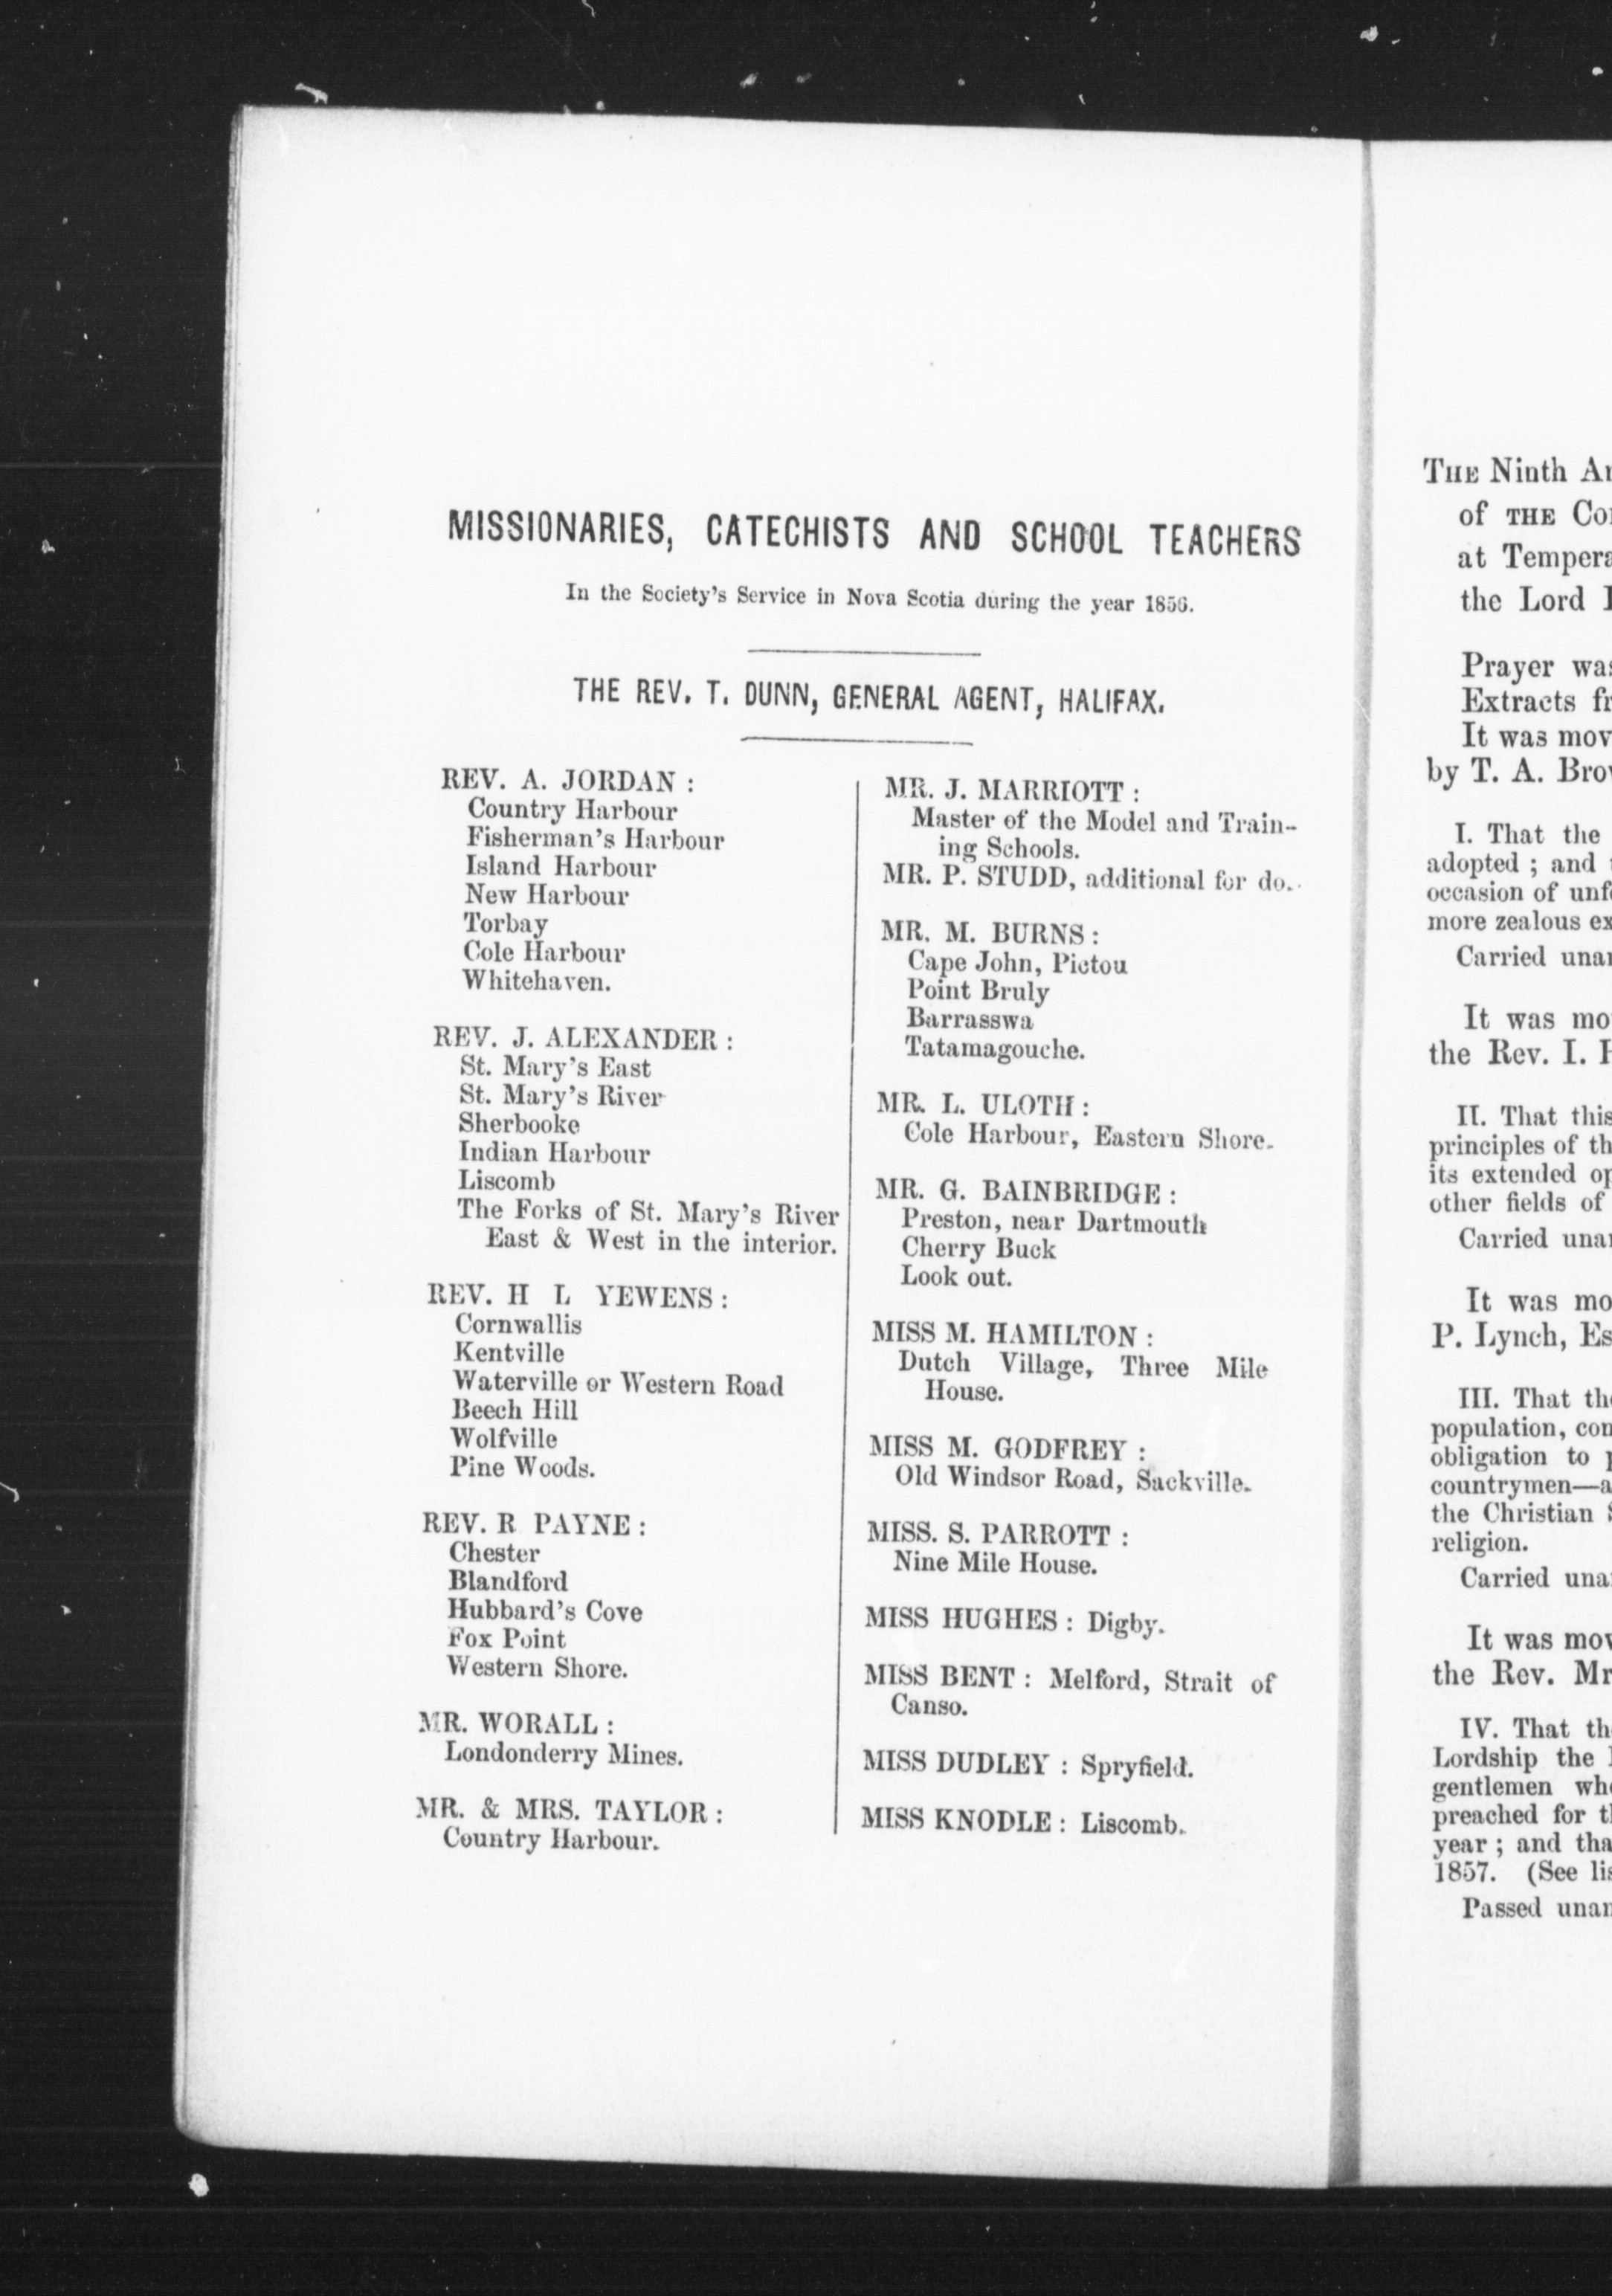 MISSIONARIES, CATECHISTS AND SCHOOL TEACHERS
In the Society's Service in Nova Scotia during the year 1856.
THE REV. T. DUNN, GENERAL AGENT, HALIFAX.
REV. A. JORDAN :
Country Harbour
Fisherman's Harbour
Island Harbour
New Harbour
Torbay
Cole Harbour
Whitehaven.
REV. J. ALEXANDER :
St. Mary's East
St. Mary's River
Sherbooke
Indian Harbour
Liscomb
The Forks of St. Mary's River
East & West in the interior.
REV. H L YEWENS :
Cornwallis
Kentville
Waterville or Western Road
Beech Hill
Wolfville
Pine Woods.
REV. R PAYNE :
Chester
Blandford
Hubbard's Cove
Fox Point
Western Shore.
MR. WORALL :
Londonderry Mines.
MR. & MRS. TAYLOR :
Country Harbour.
MR. J. MARRIOTT :
Master of the Model and Train-
ing Schools.
MR. P. STUDD, additional for do.
MR. M. BURNS :
Cape John, Pictou
Point Bruly
Barrasswa
Tatamagouche.
MR. L. ULOTH :
Cole Harbour, Eastern Shore.
MR. G. BAINBRIDGE :
Preston, near Dartmouth
Cherry Buck
Look out.
MISS M. HAMILTON :
Dutch Village, Three Mile
House.
MISS M. GODFREY :
Old Windsor Road, Sackville.
MISS. S. PARROTT :
Nine Mile House.
MISS HUGHES : Digby.
MISS BENT : Melford, Strait of
Canso.
MISS DUDLEY : Spryfield.
MISS KNODLE : Liscomb.
THE Ninth
of THE
at
the Lord
Prayer was
Extracts
It was
by T. A.
I. That the
adopted ; and
occasion of
more zealous
Carried
It was
the Rev. I.
II. That this
principles of
its extended
other fields of
Carried
It was
P. Lynch,
III. That
population,
obligation to
countrymen—
the Christian
religion.
Carried
It was
the Rev.
IV. That
Lordship the
gentlemen
preached for
year ; and
1857. (See
Passed